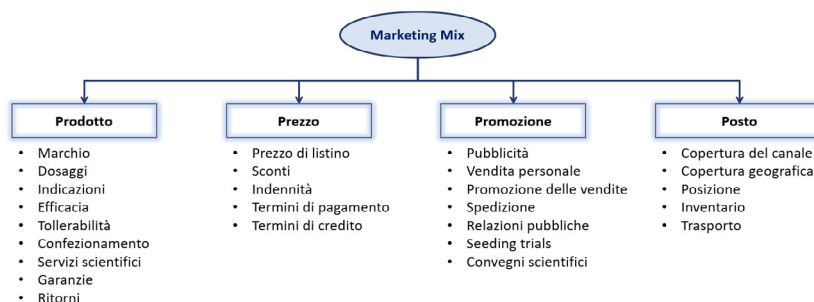 Marketing Mix
Prodotto
• Marchio
• Dosaggi
• Indicazioni
• Efficacia
• Tollerabilità
• Confezionamento
• Servizi scientifici
• Garanzie
• Ritorni
Prezzo
• Prezzo di listino
• Sconti
• Indennità
• Termini di pagamento
• Termini di credito
Promozione
• Pubblicità
• Vendita personale
• Promozione delle vendite
• Spedizione
• Relazioni pubbliche
• Seeding trials
• Convegni scientifici
Posto
• Copertura del canale
• Copertura geografica
• Posizione
• Inventario
• Trasporto